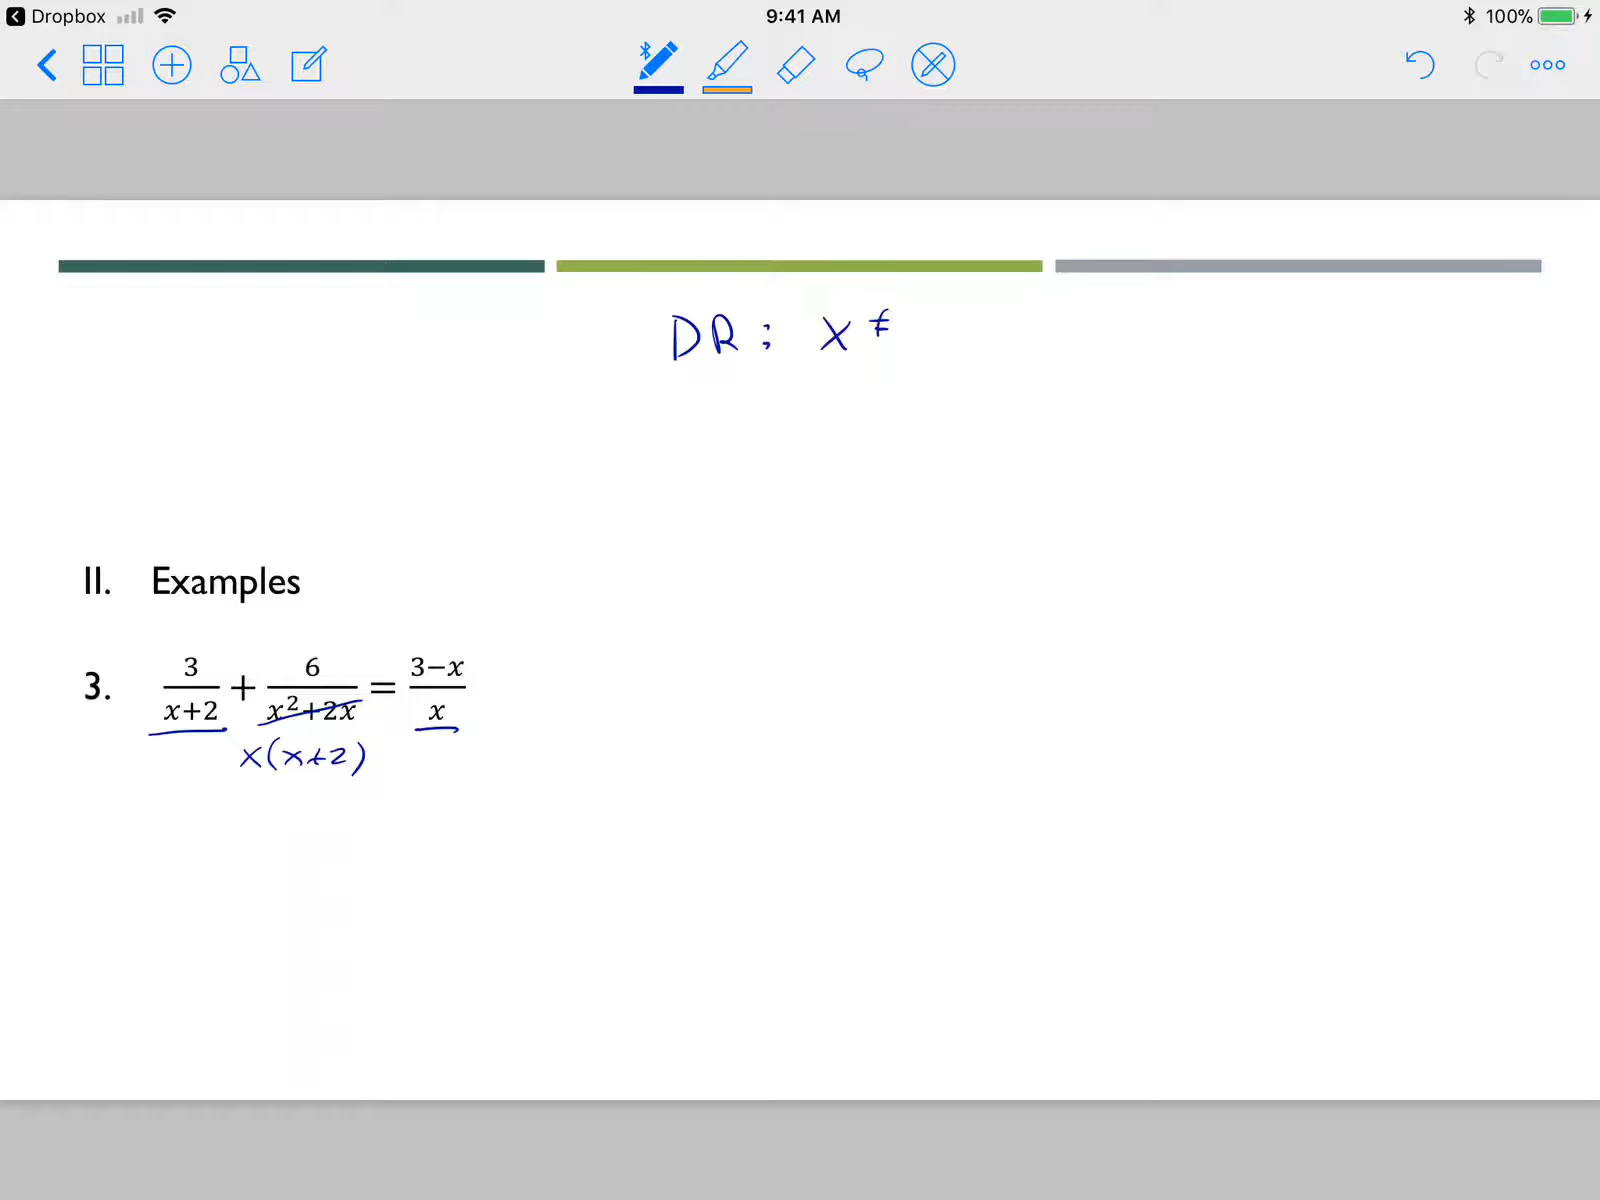 Dropbox 9:41 AM 100%
DR: x ≠
II. Examples
3. 3/(x+2) + 6/(x²+2x) = (3−x)/x
x(x+2)